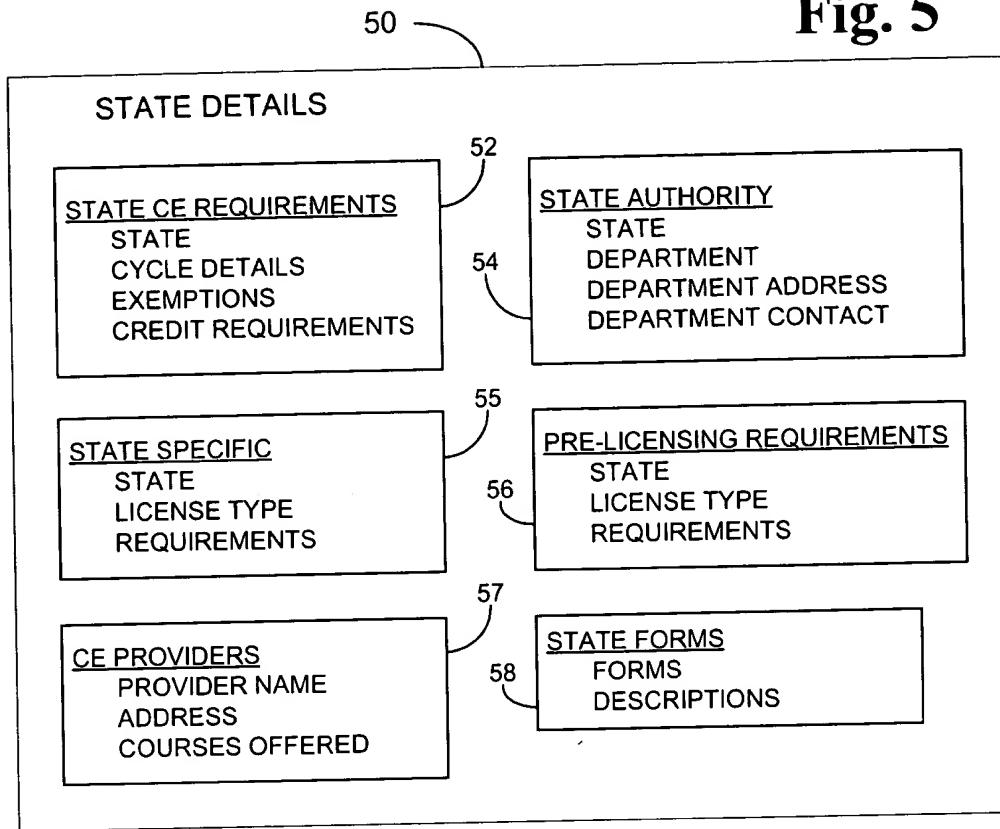 Fig. 5
50
STATE DETAILS
52
STATE CE REQUIREMENTS
STATE
CYCLE DETAILS
EXEMPTIONS
CREDIT REQUIREMENTS
54
STATE AUTHORITY
STATE
DEPARTMENT
DEPARTMENT ADDRESS
DEPARTMENT CONTACT
55
STATE SPECIFIC
STATE
LICENSE TYPE
REQUIREMENTS
56
PRE-LICENSING REQUIREMENTS
STATE
LICENSE TYPE
REQUIREMENTS
57
CE PROVIDERS
PROVIDER NAME
ADDRESS
COURSES OFFERED
58
STATE FORMS
FORMS
DESCRIPTIONS